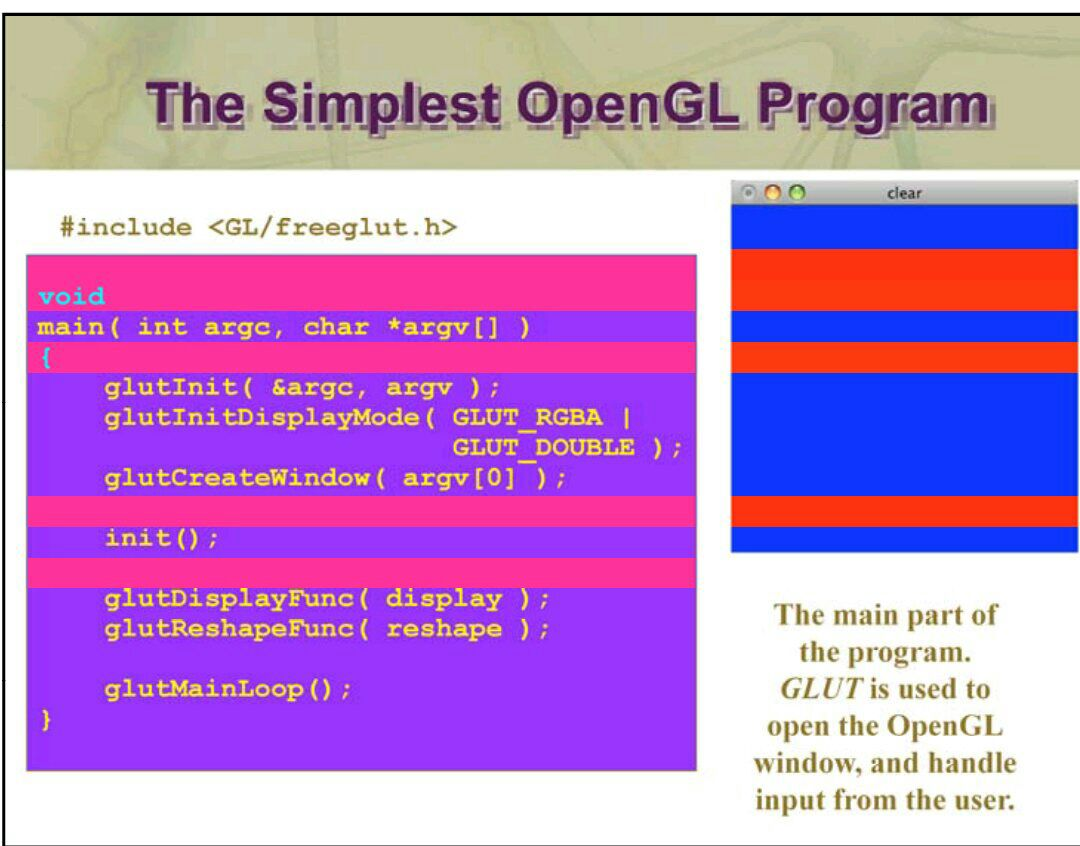 The Simplest OpenGL Program
#include <GL/freeglut.h>
void
main( int argc, char *argv[] )
{
    glutInit( &argc, argv );
    glutInitDisplayMode( GLUT_RGBA |
                         GLUT_DOUBLE );
    glutCreateWindow( argv[0] );
    init();
    glutDisplayFunc( display );
    glutReshapeFunc( reshape );
    glutMainLoop();
}
clear
The main part of
the program.
GLUT is used to
open the OpenGL
window, and handle
input from the user.